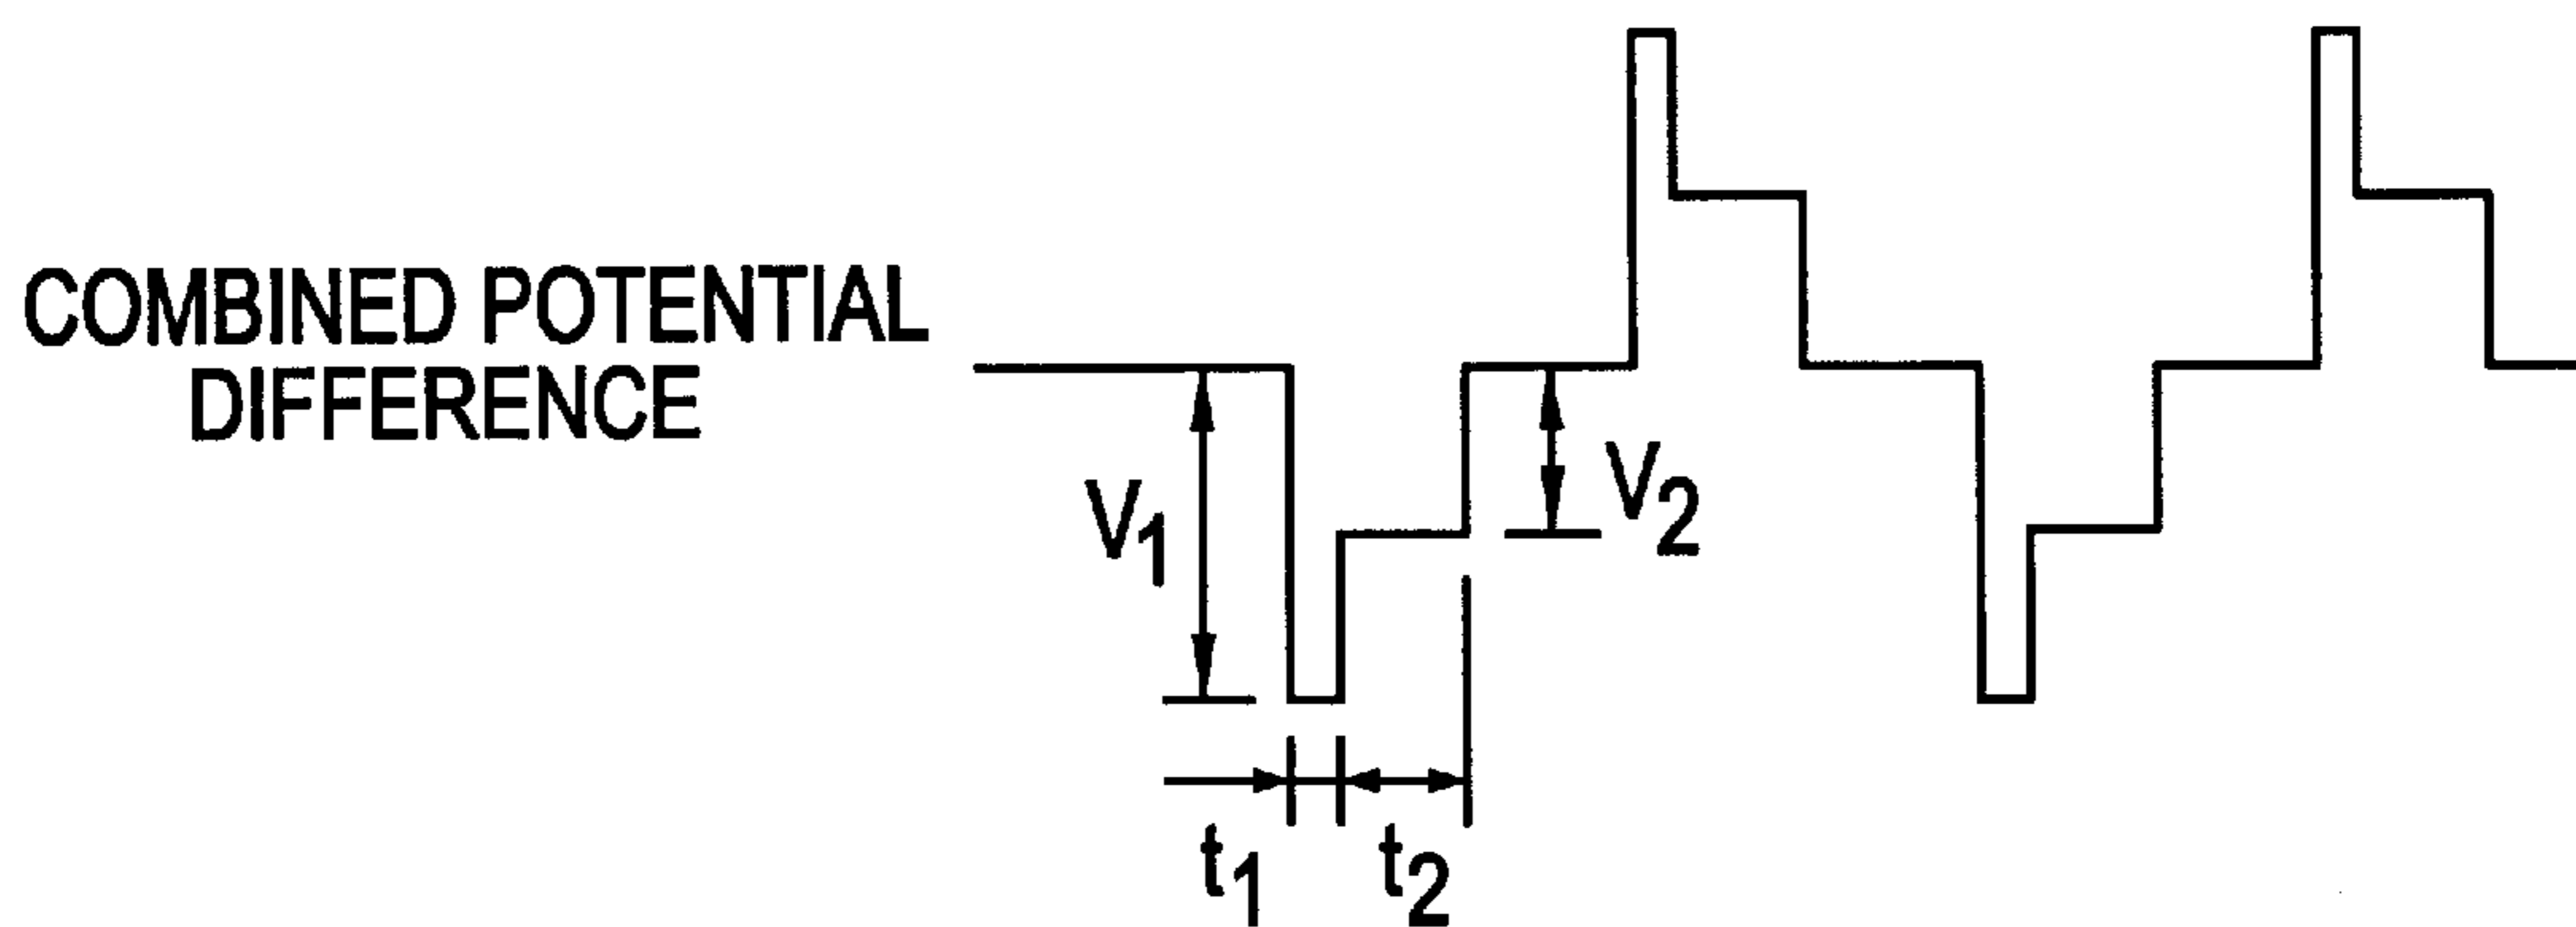 COMBINED POTENTIAL
DIFFERENCE
V1
V2
t1
t2